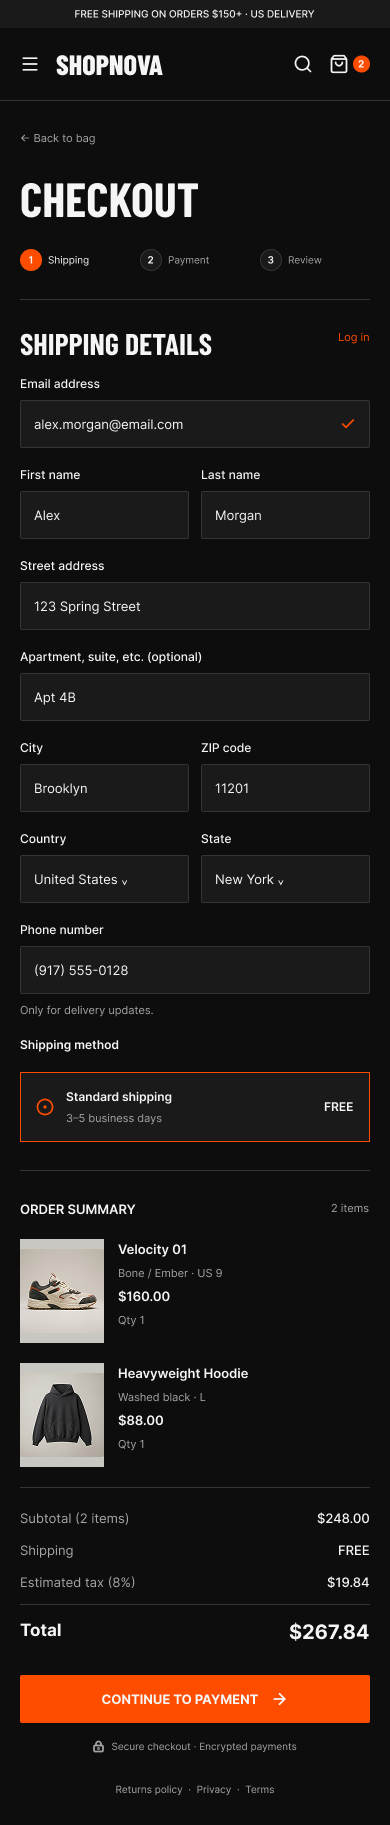 FREE SHIPPING ON ORDERS $150+ · US DELIVERY
SHOPNOVA
2
← Back to bag
CHECKOUT
1 Shipping 2 Payment 3 Review
SHIPPING DETAILS Log in
Email address
alex.morgan@email.com
First name Last name
Alex Morgan
Street address
123 Spring Street
Apartment, suite, etc. (optional)
Apt 4B
City ZIP code
Brooklyn 11201
Country State
United States New York
Phone number
(917) 555-0128
Only for delivery updates.
Shipping method
Standard shipping FREE
3–5 business days
ORDER SUMMARY 2 items
Velocity 01
Bone / Ember · US 9
$160.00
Qty 1
Heavyweight Hoodie
Washed black · L
$88.00
Qty 1
Subtotal (2 items) $248.00
Shipping FREE
Estimated tax (8%) $19.84
Total $267.84
CONTINUE TO PAYMENT →
Secure checkout · Encrypted payments
Returns policy · Privacy · Terms